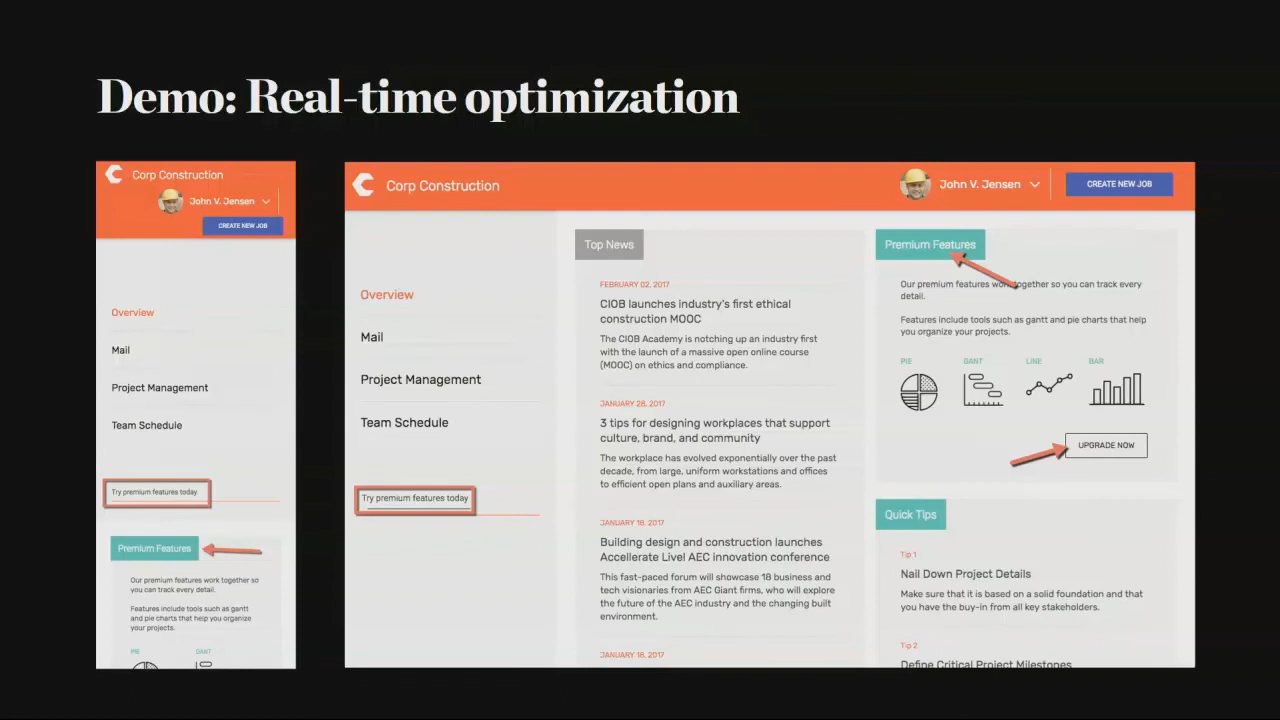 Demo: Real-time optimization
Corp Construction
John V. Jensen
CREATE NEW JOB
Overview
Mail
Project Management
Team Schedule
Try premium features today
Premium Features
Our premium features work together so
you can track every detail.
Features include tools such as gantt
and pie charts that help you organize
your projects.
PIE
GANT
Corp Construction
John V. Jensen
CREATE NEW JOB
Overview
Mail
Project Management
Team Schedule
Try premium features today
Top News
FEBRUARY 02, 2017
CIOB launches industry's first ethical
construction MOOC
The CIOB Academy is notching up an industry first
with the launch of a massive open online course
(MOOC) on ethics and compliance.
JANUARY 28, 2017
3 tips for designing workplaces that support
culture, brand, and community
The workplace has evolved exponentially over the past
decade, from large, uniform workstations and offices
to efficient open plans and auxiliary areas.
JANUARY 18, 2017
Building design and construction launches
Accellerate Live! AEC innovation conference
This fast-paced forum will showcase 18 business and
tech visionaries from AEC Giant firms, who will explore
the future of the AEC industry and the changing built
environment.
JANUARY 18, 2017
Premium Features
Our premium features work together so you can track every
detail.
Features include tools such as gantt and pie charts that help
you organize your projects.
PIE
GANT
LINE
BAR
UPGRADE NOW
Quick Tips
Tip 1
Nail Down Project Details
Make sure that it is based on a solid foundation and that
you have the buy-in from all key stakeholders.
Tip 2
Define Critical Project Milestones